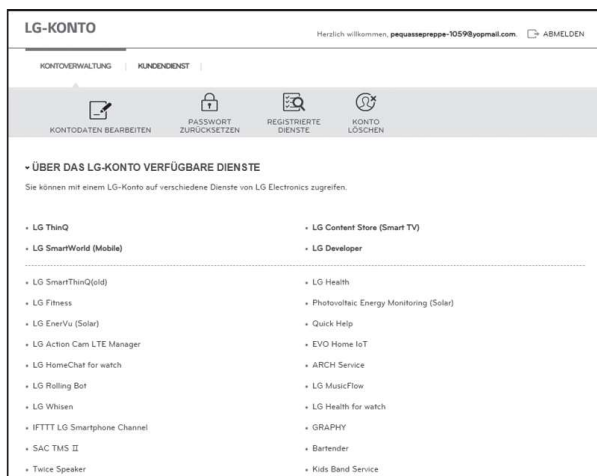 LG-KONTO
Herzlich willkommen, pequassepreppe-1059@yopmail.com. ABMELDEN
KONTOVERWALTUNG | KUNDENDIENST |
KONTODATEN BEARBEITEN
PASSWORT
ZURÜCKSETZEN
REGISTRIERTE
DIENSTE
KONTO
LÖSCHEN
ÜBER DAS LG-KONTO VERFÜGBARE DIENSTE
Sie können mit einem LG-Konto auf verschiedene Dienste von LG Electronics zugreifen.
• LG ThinQ
• LG Content Store (Smart TV)
• LG SmartWorld (Mobile)
• LG Developer
• LG SmartThinQ(old)
• LG Health
• LG Fitness
• Photovoltaic Energy Monitoring (Solar)
• LG EnerVu (Solar)
• Quick Help
• LG Action Cam LTE Manager
• EVO Home IoT
• LG HomeChat for watch
• ARCH Service
• LG Rolling Bot
• LG MusicFlow
• LG Whisen
• LG Health for watch
• IFTTT LG Smartphone Channel
• GRAPHY
• SAC TMS Ⅱ
• Bartender
• Twice Speaker
• Kids Band Service